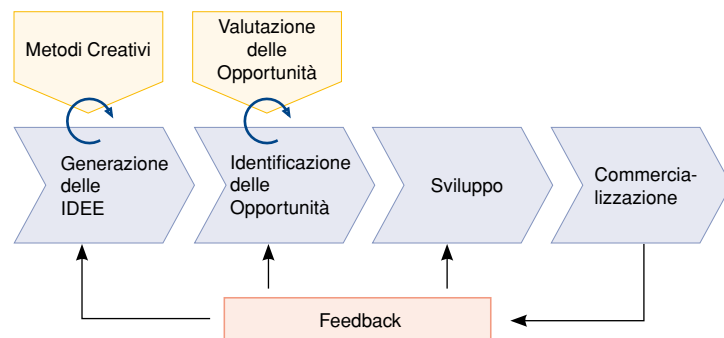 Metodi Creativi
Valutazione
delle
Opportunità
Generazione
delle
IDEE
Identificazione
delle
Opportunità
Sviluppo
Commercia-
lizzazione
Feedback